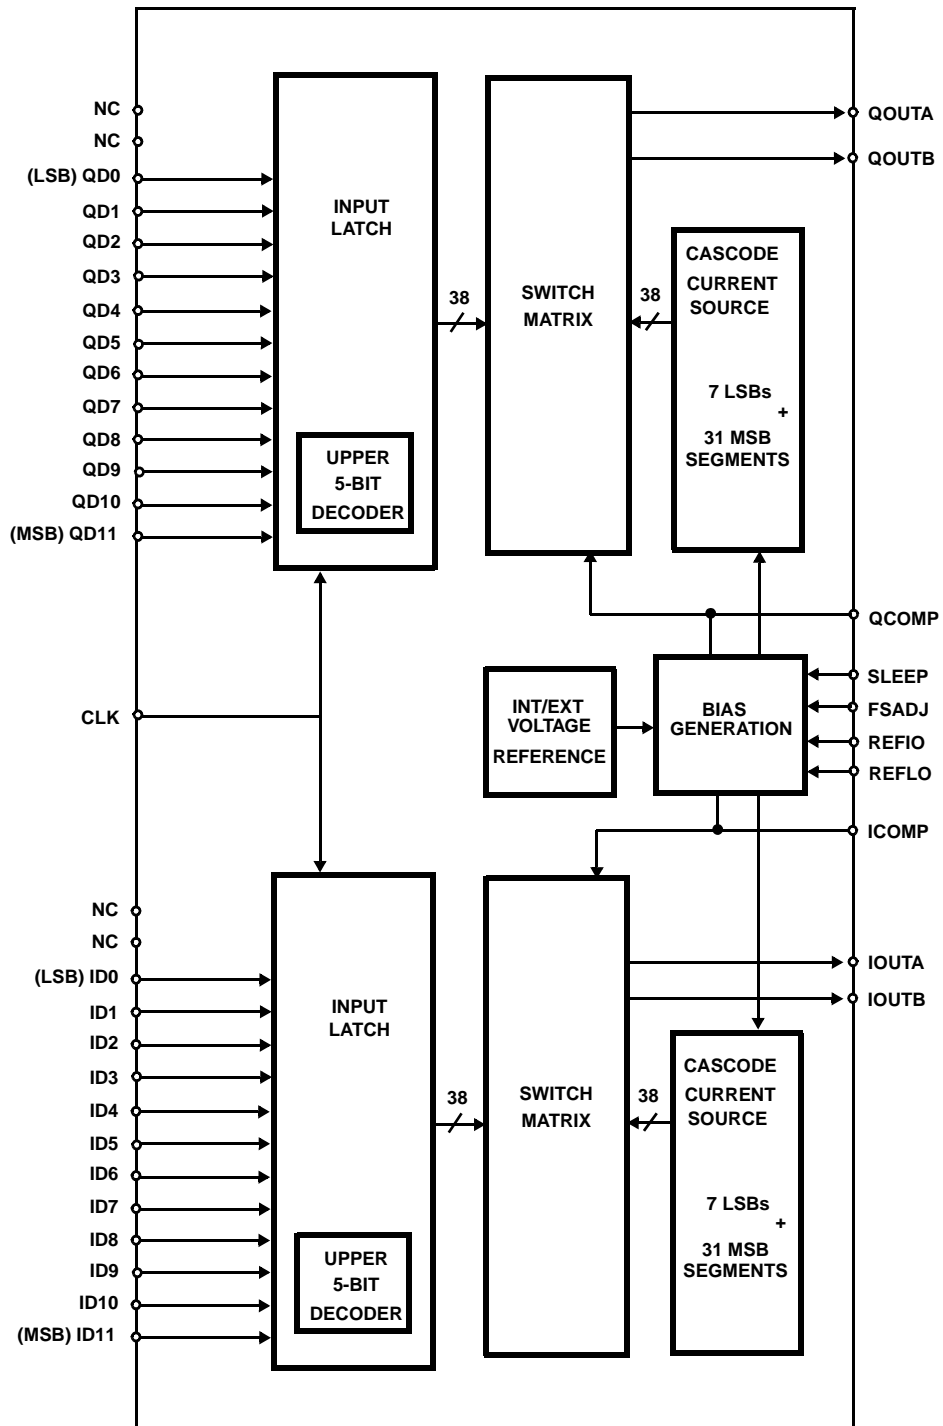 NC
NC
(LSB) QD0
QD1
QD2
QD3
QD4
QD5
QD6
QD7
QD8
QD9
QD10
(MSB) QD11
INPUT
LATCH
UPPER
5-BIT
DECODER
38
SWITCH
MATRIX
38
CASCODE
CURRENT
SOURCE
7 LSBs
+
31 MSB
SEGMENTS
QOUTA
QOUTB
QCOMP
SLEEP
FSADJ
REFIO
REFLO
ICOMP
CLK
INT/EXT
VOLTAGE
REFERENCE
BIAS
GENERATION
NC
NC
(LSB) ID0
ID1
ID2
ID3
ID4
ID5
ID6
ID7
ID8
ID9
ID10
(MSB) ID11
INPUT
LATCH
UPPER
5-BIT
DECODER
38
SWITCH
MATRIX
38
CASCODE
CURRENT
SOURCE
7 LSBs
+
31 MSB
SEGMENTS
IOUTA
IOUTB